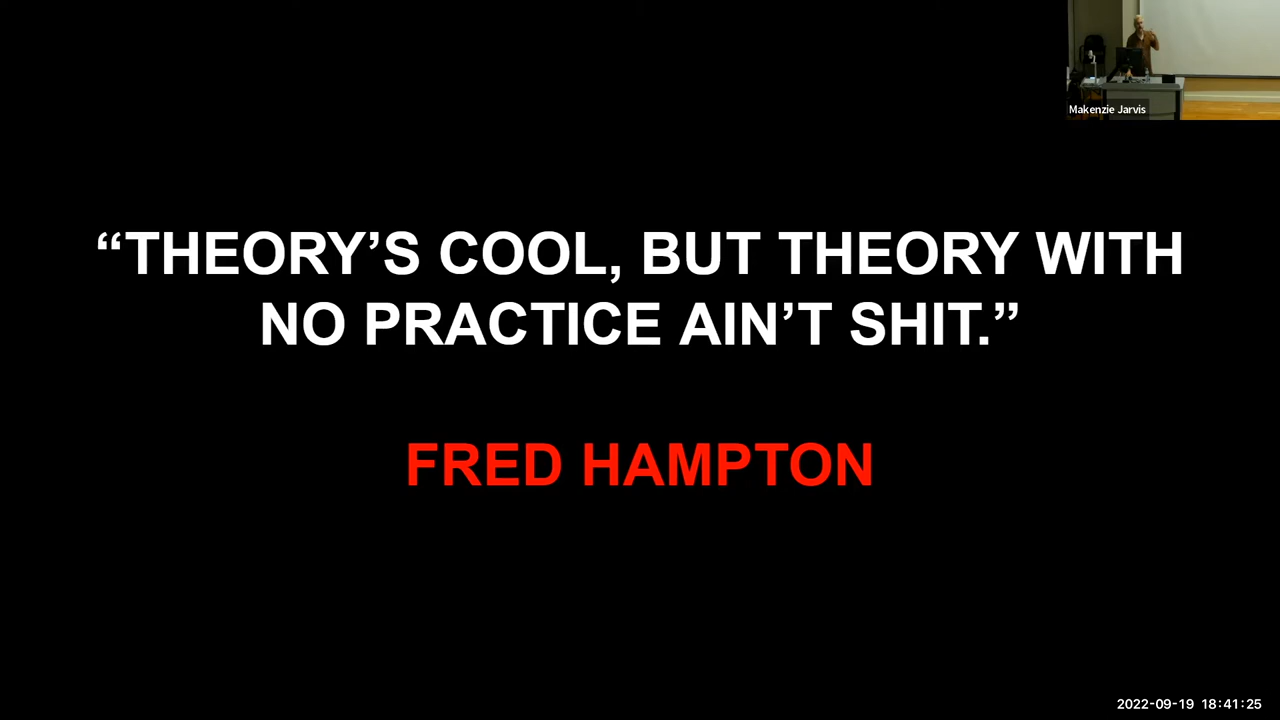 Makenzie Jarvis
“THEORY’S COOL, BUT THEORY WITH
NO PRACTICE AIN’T SHIT.”
FRED HAMPTON
2022-09-19 18:41:25